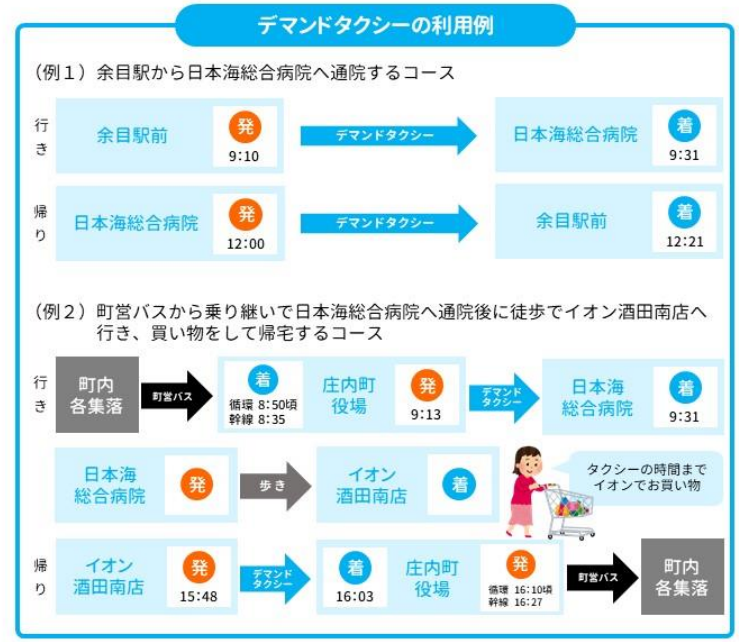 デマンドタクシーの利用例
（例１）余目駅から日本海総合病院へ通院するコース
行き
余目駅前
発
9:10
デマンドタクシー
日本海総合病院
着
9:31
帰り
日本海総合病院
発
12:00
デマンドタクシー
余目駅前
着
12:21
（例２）町営バスから乗り継いで日本海総合病院へ通院後に徒歩でイオン酒田南店へ
行き、買い物をして帰宅するコース
行き
町内
各集落
町営バス
着
循環 8:50頃
幹線 8:35
庄内町
役場
発
9:13
デマンド
タクシー
日本海
総合病院
着
9:31
日本海
総合病院
発
歩き
イオン
酒田南店
着
タクシーの時間まで
イオンでお買い物
帰り
イオン
酒田南店
発
15:48
デマンド
タクシー
着
16:03
庄内町
役場
発
循環 16:10頃
幹線 16:27
町営バス
町内
各集落